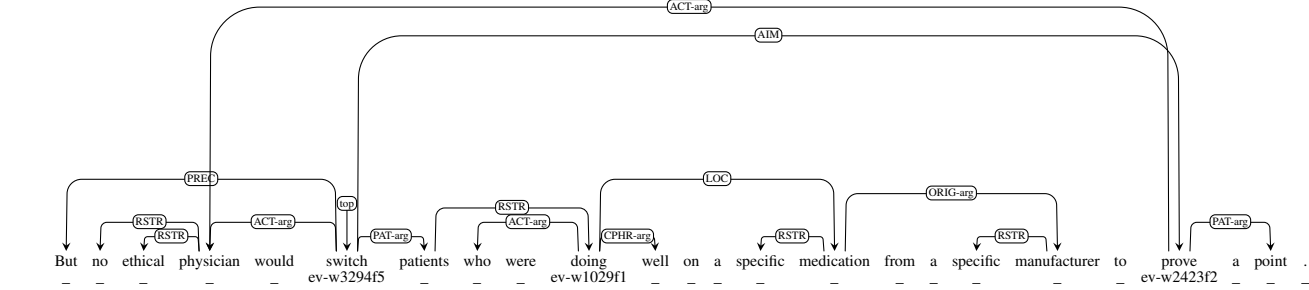 ACT-arg
AIM
PREC LOC
top ORIG-arg
RSTR
RSTR ACT-arg ACT-arg PAT-arg
RSTR PAT-arg CPHR-arg RSTR RSTR
But no ethical physician would switch patients who were doing well on a specific medication from a specific manufacturer to prove a point .
_ _ _ _ _ ev-w3294f5 _ _ _ ev-w1029f1 _ _ _ _ _ _ _ _ _ _ ev-w2423f2 _ _ _